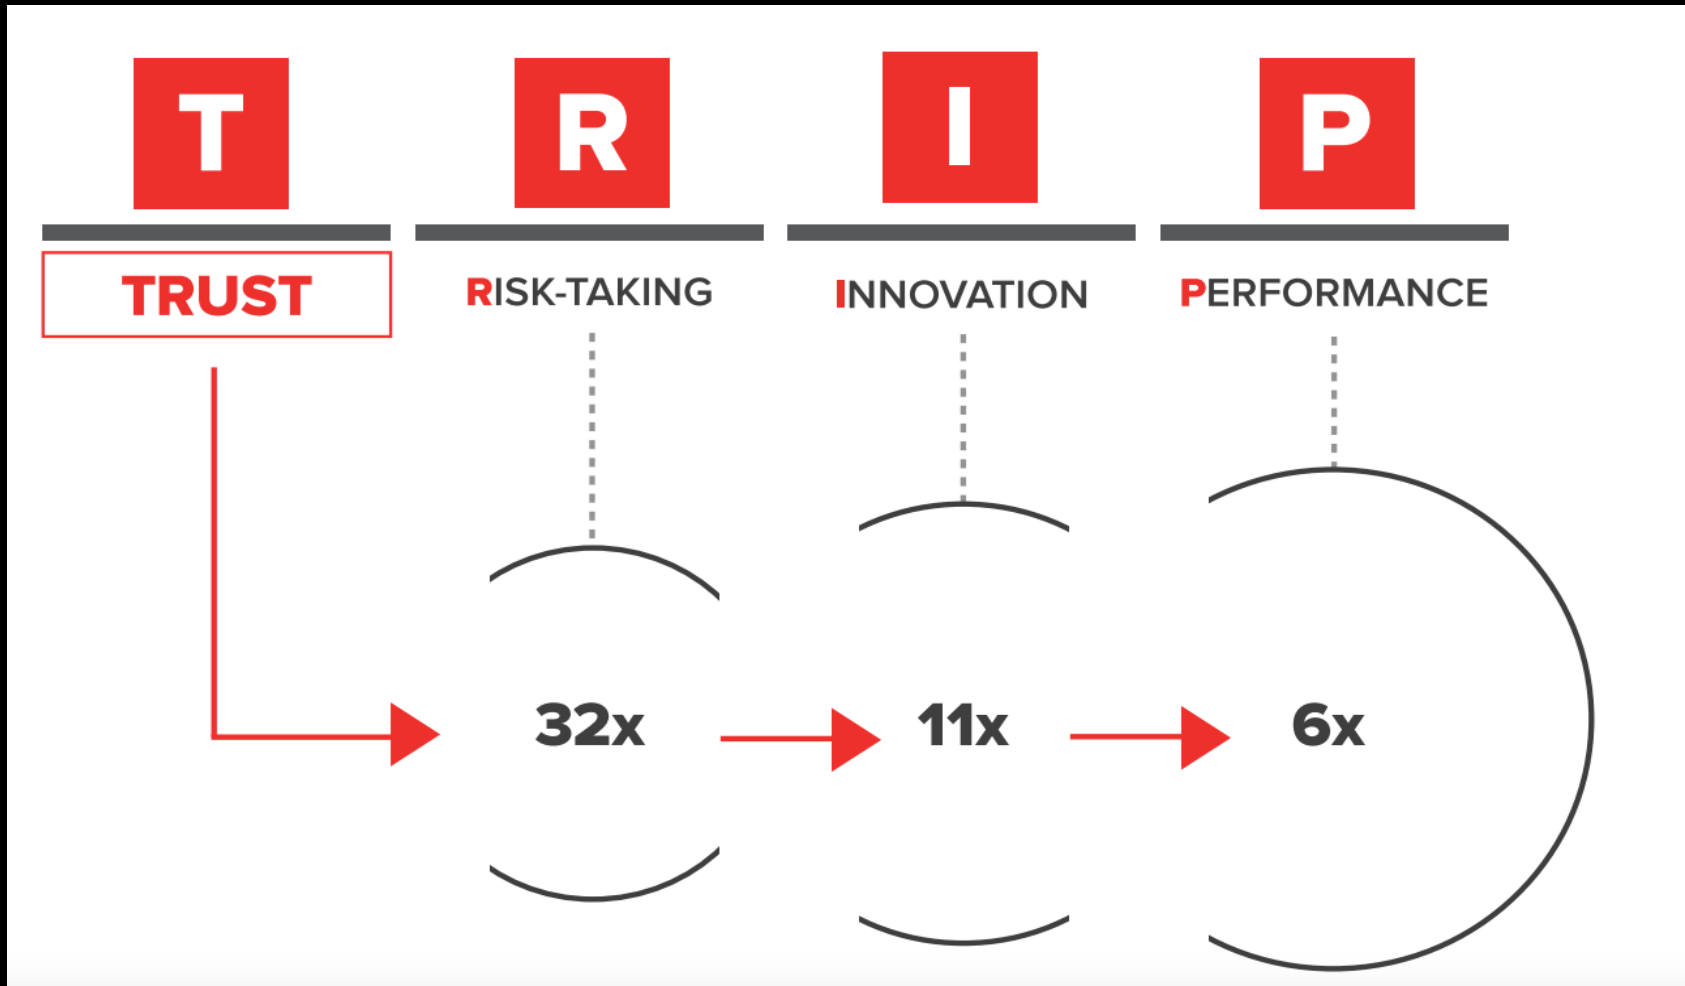 T R I P
TRUST RISK-TAKING INNOVATION PERFORMANCE
32x 11x 6x